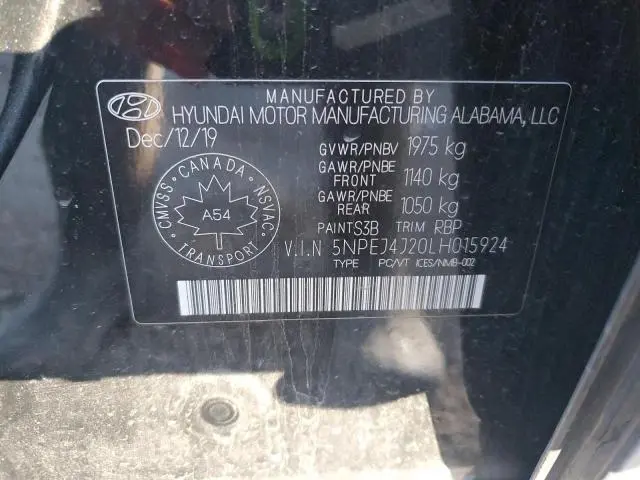 MANUFACTURED BY
HYUNDAI MOTOR MANUFACTURING ALABAMA, LLC
Dec/12/19
GVWR/PNBV 1975 kg
GAWR/PNBE FRONT 1140 kg
GAWR/PNBE REAR 1050 kg
PAINT S3B TRIM RBP
CANADA
CMVSS NSVAC
A54
TRANSPORT
V.I.N 5NPEJ4J20LH015924
TYPE PC/VT ICES/NMB-002